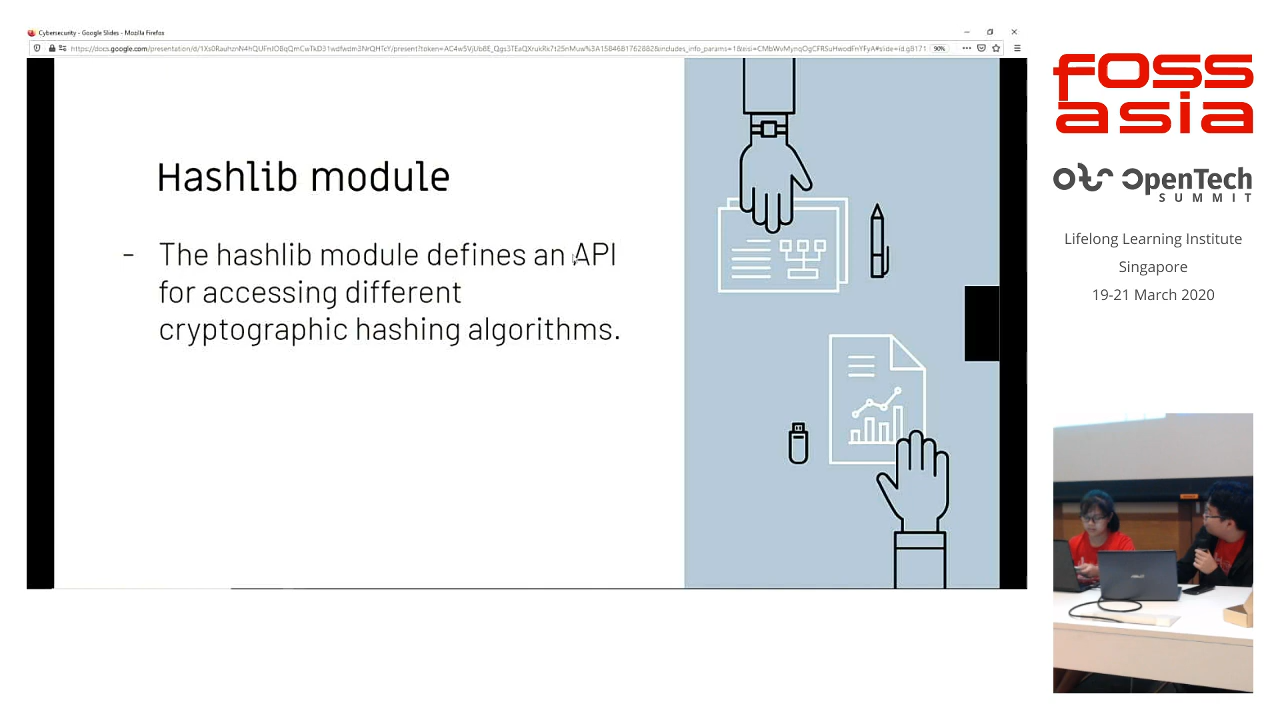 Cybersecurity - Google Slides - Mozilla Firefox
90%
Hashlib module
- The hashlib module defines an API
for accessing different
cryptographic hashing algorithms.
FOSS
asia
OpenTech
SUMMIT
Lifelong Learning Institute
Singapore
19-21 March 2020